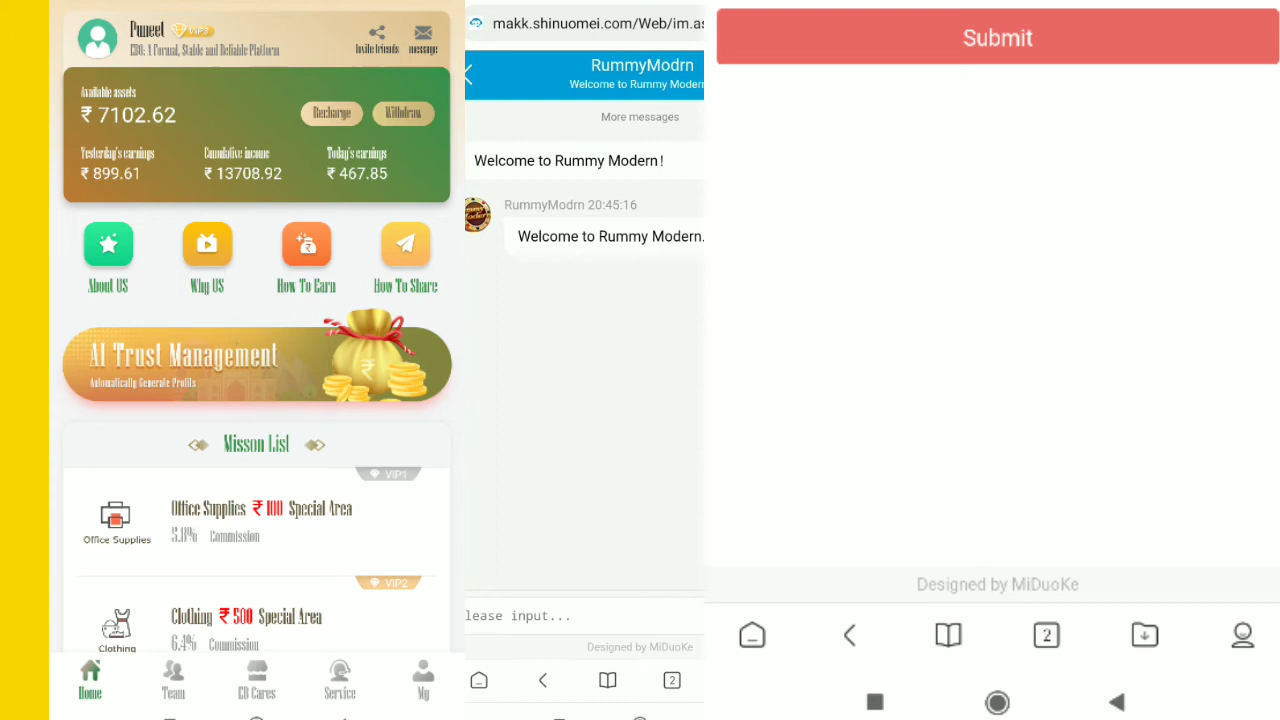 Puneet VIP3
EBO: A Formal, Stable and Reliable Platform
Invite friends message
Available assets
₹ 7102.62
Recharge Withdraw
Yesterday's earnings Cumulative income Today's earnings
₹ 899.61 ₹ 13708.92 ₹ 467.85
About US Why US How To Earn How To Share
AI Trust Management
Automatically Generate Profits
Misson List
VIP1
Office Supplies ₹ 100 Special Area
Office Supplies
5.8% Commission
VIP2
Clothing ₹ 500 Special Area
Clothing
6.4% Commission
Home Team EB Cares Service My
makk.shinuomei.com/Web/im.as
RummyModrn
Welcome to Rummy Modern
More messages
Welcome to Rummy Modern!
RummyModrn 20:45:16
Welcome to Rummy Modern.
lease input...
Designed by MiDuoKe
2
Submit
Designed by MiDuoKe
2